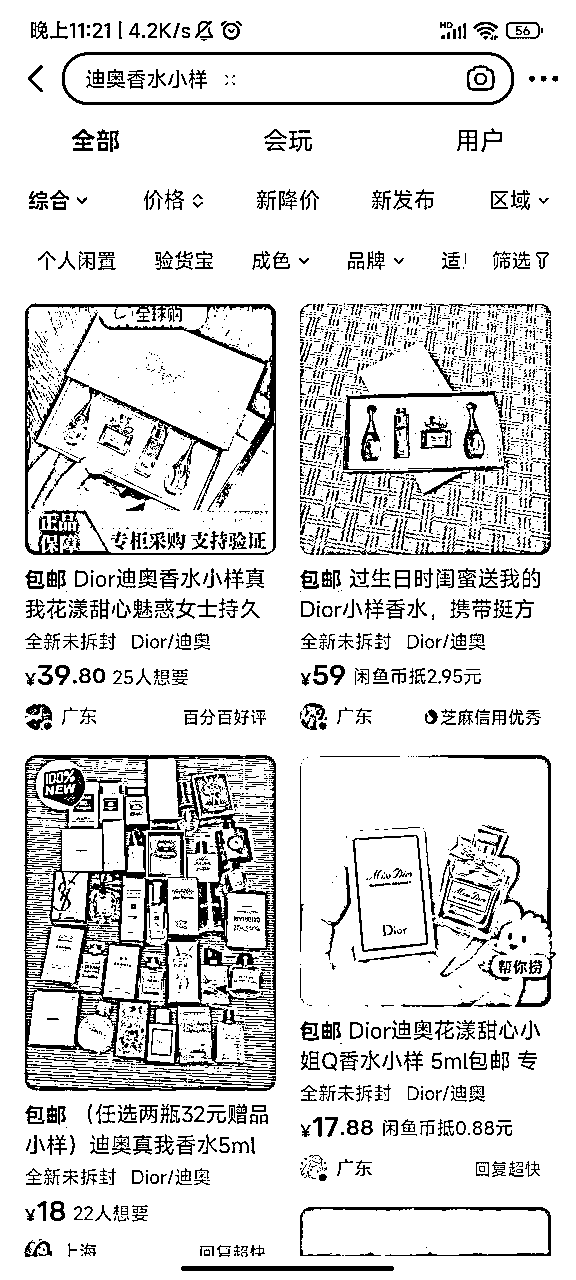 晚上11:21 | 4.2K/s
HD
56
迪奥香水小样
全部 会玩 用户
综合 价格 新降价 新发布 区域
个人闲置 验货宝 成色 品牌 筛选
全球购
Dior
正品
保障
专柜采购 支持验证
包邮 Dior迪奥香水小样真
我花漾甜心魅惑女士持久
全新未拆封 Dior/迪奥
¥39.80 25人想要
广东 百分百好评
包邮 过生日时闺蜜送我的
Dior小样香水，携带挺方
全新未拆封 Dior/迪奥
¥59 闲鱼币抵2.95元
广东 芝麻信用优秀
100%
NEW
包邮 （任选两瓶32元赠品
小样）迪奥真我香水5ml
全新未拆封 Dior/迪奥
¥18 22人想要
上海 回复超快
Miss Dior
Dior
Miss Dior
帮你捞
包邮 Dior迪奥花漾甜心小
姐Q香水小样 5ml包邮 专
全新未拆封 Dior/迪奥
¥17.88 闲鱼币抵0.88元
广东 回复超快